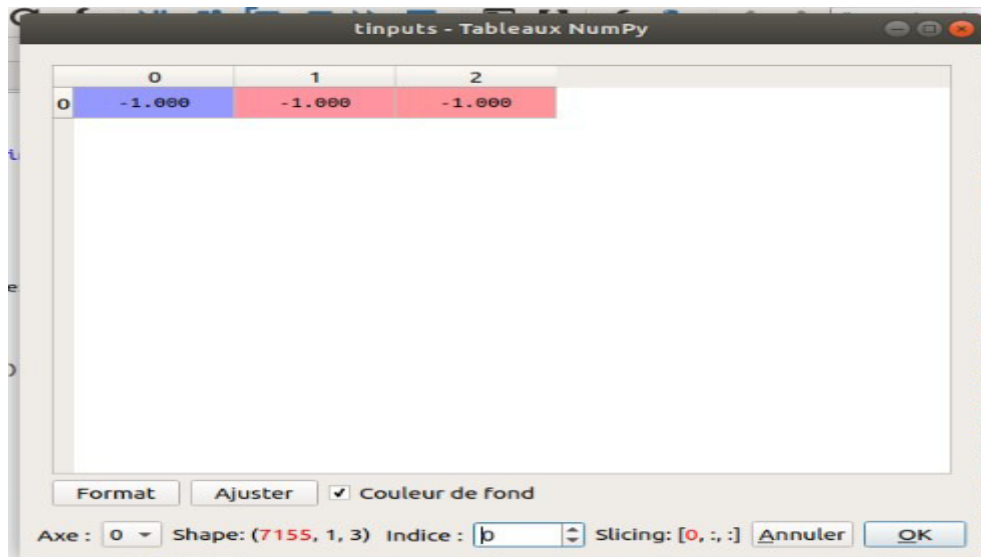 tinputs - Tableaux NumPy
0 1 2
0 -1.000 -1.000 -1.000
Format Ajuster Couleur de fond
Axe : 0 Shape: (7155, 1, 3) Indice : 0 Slicing: [0, :, :] Annuler OK